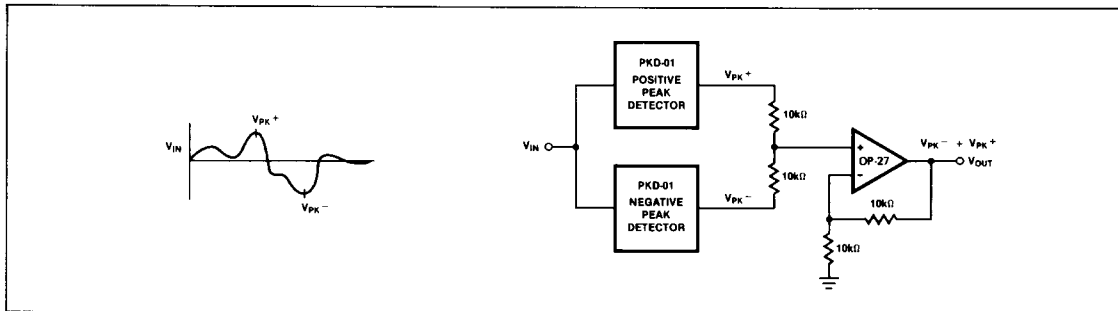 V_IN
V_PK+
V_PK−
V_IN
PKD-01
POSITIVE
PEAK
DETECTOR
V_PK+
10kΩ
10kΩ
PKD-01
NEGATIVE
PEAK
DETECTOR
V_PK−
+
OP-27
−
V_PK− + V_PK+
V_OUT
10kΩ
10kΩ